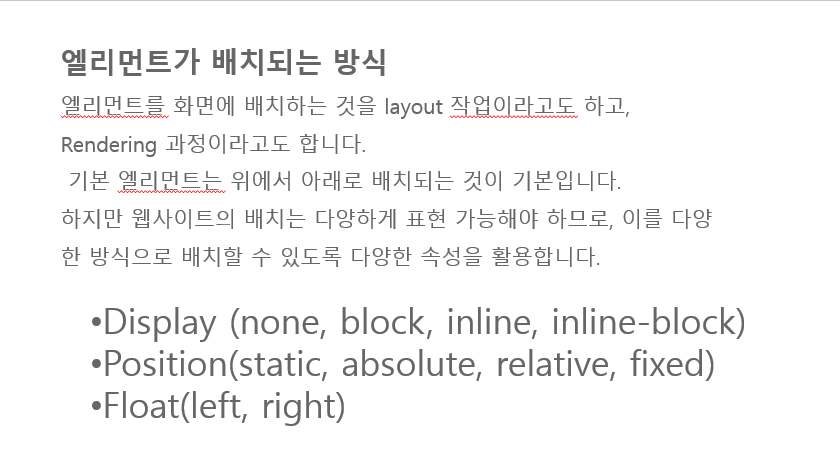 엘리먼트가 배치되는 방식
엘리먼트를 화면에 배치하는 것을 layout 작업이라고도 하고,
Rendering 과정이라고도 합니다.
기본 엘리먼트는 위에서 아래로 배치되는 것이 기본입니다.
하지만 웹사이트의 배치는 다양하게 표현 가능해야 하므로, 이를 다양
한 방식으로 배치할 수 있도록 다양한 속성을 활용합니다.
•Display (none, block, inline, inline-block)
•Position(static, absolute, relative, fixed)
•Float(left, right)